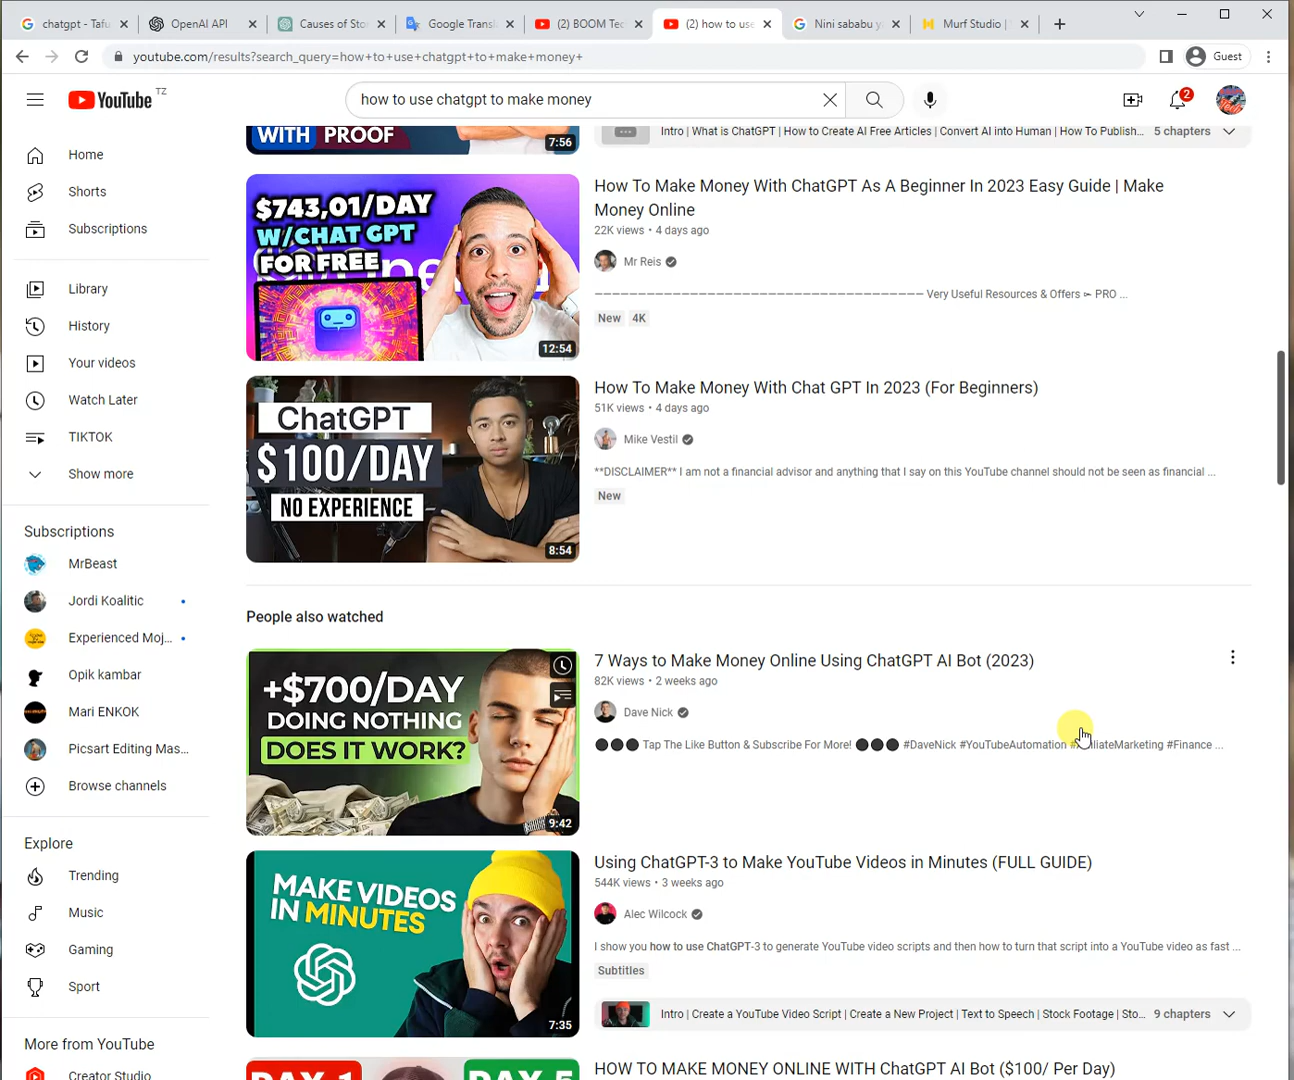 chatgpt - Tafu
OpenAI API
Causes of Sto
Google Trans
(2) BOOM Tec
(2) how to use
Nini sababu y
Murf Studio |
youtube.com/results?search_query=how+to+use+chatgpt+to+make+money+
Guest
YouTube TZ
how to use chatgpt to make money
2
Home
Shorts
Subscriptions
Library
History
Your videos
Watch Later
TIKTOK
Show more
Subscriptions
MrBeast
Jordi Koalitic
Experienced Moj...
Opik kambar
Mari ENKOK
Picsart Editing Mas...
Browse channels
Explore
Trending
Music
Gaming
Sport
More from YouTube
Creator Studio
WITH PROOF
7:56
Intro | What is ChatGPT | How to Create AI Free Articles | Convert AI into Human | How To Publish... 5 chapters
$743,01/DAY
W/CHAT GPT
FOR FREE
12:54
How To Make Money With ChatGPT As A Beginner In 2023 Easy Guide | Make
Money Online
22K views • 4 days ago
Mr Reis
Very Useful Resources & Offers ➳ PRO ...
New 4K
ChatGPT
$100/DAY
NO EXPERIENCE
8:54
How To Make Money With Chat GPT In 2023 (For Beginners)
51K views • 4 days ago
Mike Vestil
**DISCLAIMER** I am not a financial advisor and anything that I say on this YouTube channel should not be seen as financial ...
New
People also watched
+$700/DAY
DOING NOTHING
DOES IT WORK?
9:42
7 Ways to Make Money Online Using ChatGPT AI Bot (2023)
82K views • 2 weeks ago
Dave Nick
⚫⚫⚫ Tap The Like Button & Subscribe For More! ⚫⚫⚫ #DaveNick #YouTubeAutomation #AffiliateMarketing #Finance ...
MAKE VIDEOS
IN MINUTES
7:35
Using ChatGPT-3 to Make YouTube Videos in Minutes (FULL GUIDE)
544K views • 3 weeks ago
Alec Wilcock
I show you how to use ChatGPT-3 to generate YouTube video scripts and then how to turn that script into a YouTube video as fast ...
Subtitles
Intro | Create a YouTube Video Script | Create a New Project | Text to Speech | Stock Footage | Sto... 9 chapters
DAY 1
DAY 5
HOW TO MAKE MONEY ONLINE WITH ChatGPT AI Bot ($100/ Per Day)